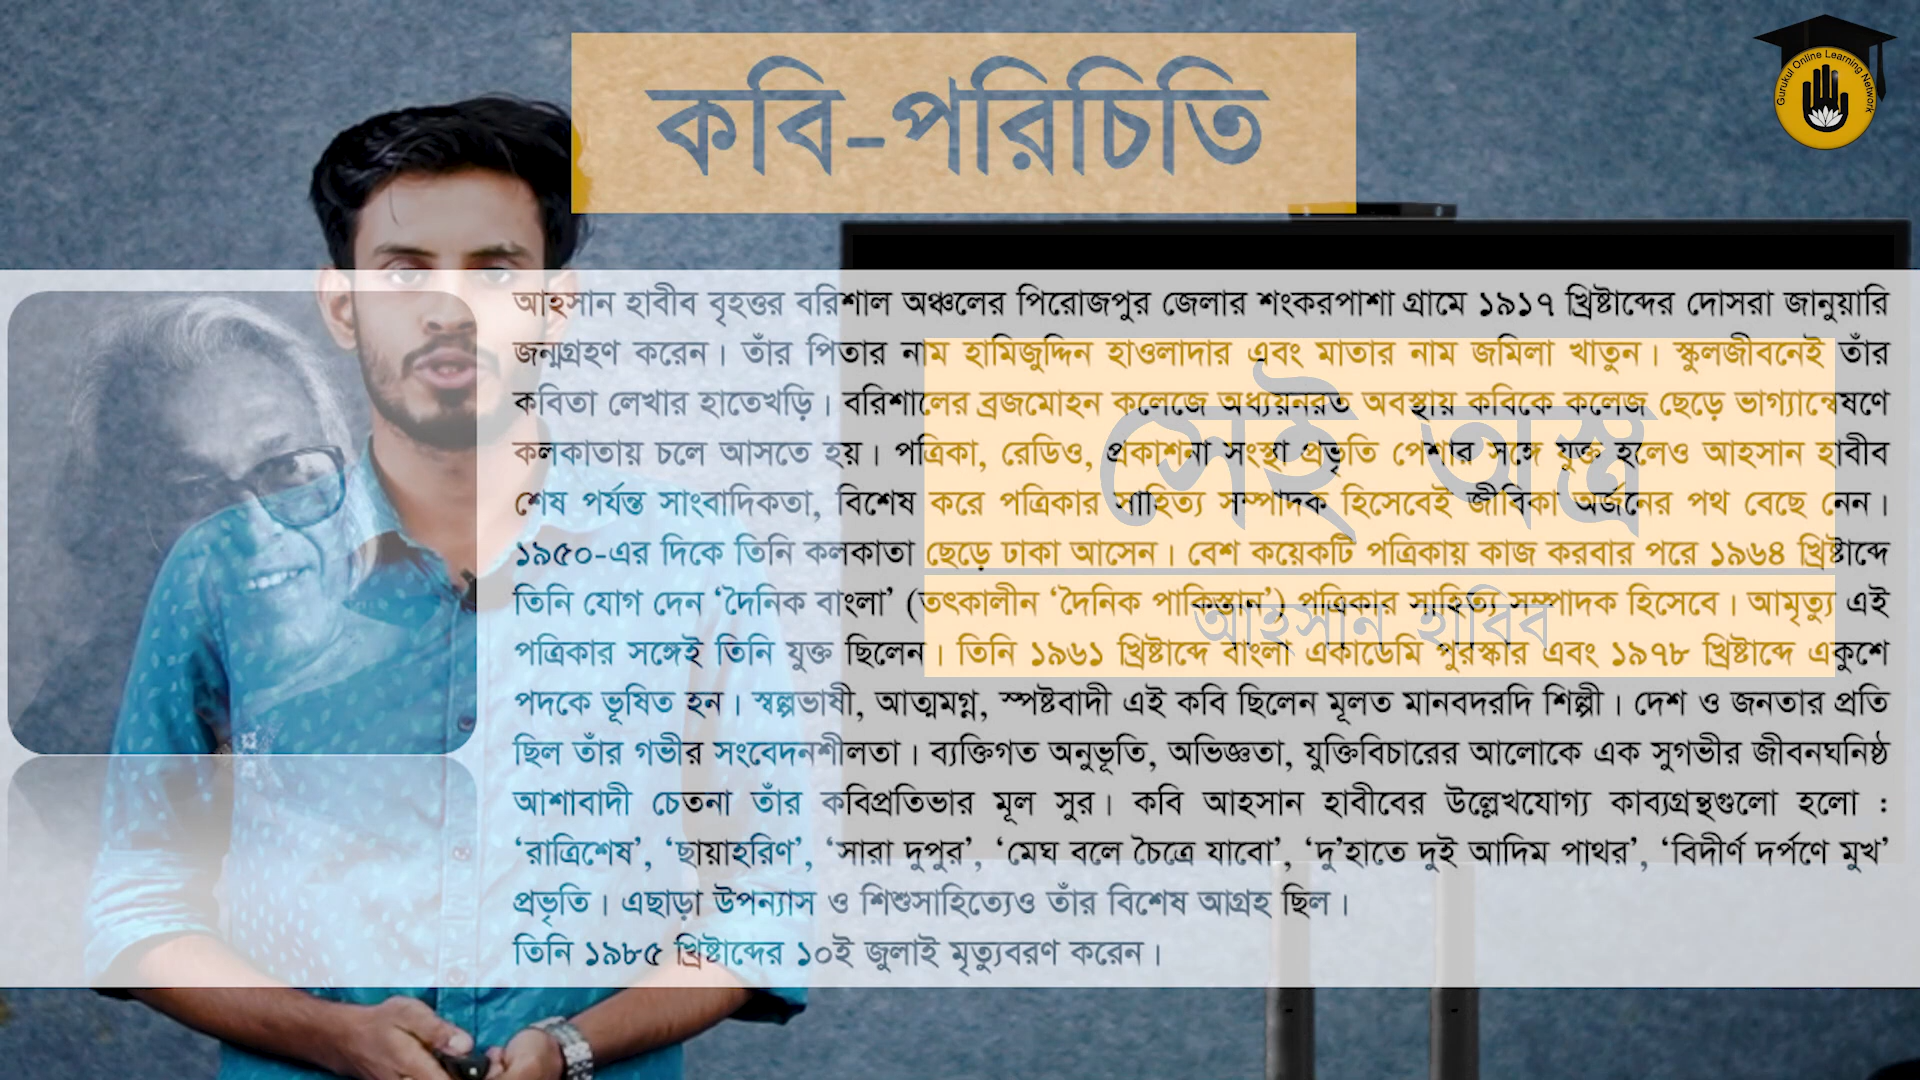 Gurukul Online Learning Network
কবি-পরিচিতি
আহসান হাবীব বৃহত্তর বরিশাল অঞ্চলের পিরোজপুর জেলার শংকরপাশা গ্রামে ১৯১৭ খ্রিষ্টাব্দের দোসরা জানুয়ারি
জন্মগ্রহণ করেন। তাঁর পিতার নাম হামিজুদ্দিন হাওলাদার এবং মাতার নাম জমিলা খাতুন। স্কুলজীবনেই তাঁর
কবিতা লেখার হাতেখড়ি। বরিশালের ব্রজমোহন কলেজে অধ্যয়নরত অবস্থায় কবিকে কলেজ ছেড়ে ভাগ্যান্বেষণে
কলকাতায় চলে আসতে হয়। পত্রিকা, রেডিও, প্রকাশনা সংস্থা প্রভৃতি পেশার সঙ্গে যুক্ত হলেও আহসান হাবীব
শেষ পর্যন্ত সাংবাদিকতা, বিশেষ করে পত্রিকার সাহিত্য সম্পাদক হিসেবেই জীবিকা অর্জনের পথ বেছে নেন।
১৯৫০-এর দিকে তিনি কলকাতা ছেড়ে ঢাকা আসেন। বেশ কয়েকটি পত্রিকায় কাজ করবার পরে ১৯৬৪ খ্রিষ্টাব্দে
তিনি যোগ দেন ‘দৈনিক বাংলা’ (তৎকালীন ‘দৈনিক পাকিস্তান’) পত্রিকার সাহিত্য সম্পাদক হিসেবে। আমৃত্যু এই
পত্রিকার সঙ্গেই তিনি যুক্ত ছিলেন। তিনি ১৯৬১ খ্রিষ্টাব্দে বাংলা একাডেমি পুরস্কার এবং ১৯৭৮ খ্রিষ্টাব্দে একুশে
পদকে ভূষিত হন। স্বল্পভাষী, আত্মমগ্ন, স্পষ্টবাদী এই কবি ছিলেন মূলত মানবদরদি শিল্পী। দেশ ও জনতার প্রতি
ছিল তাঁর গভীর সংবেদনশীলতা। ব্যক্তিগত অনুভূতি, অভিজ্ঞতা, যুক্তিবিচারের আলোকে এক সুগভীর জীবনঘনিষ্ঠ
আশাবাদী চেতনা তাঁর কবিপ্রতিভার মূল সুর। কবি আহসান হাবীবের উল্লেখযোগ্য কাব্যগ্রন্থগুলো হলো :
‘রাত্রিশেষ’, ‘ছায়াহরিণ’, ‘সারা দুপুর’, ‘মেঘ বলে চৈত্রে যাবো’, ‘দু’হাতে দুই আদিম পাথর’, ‘বিদীর্ণ দর্পণে মুখ’
প্রভৃতি। এছাড়া উপন্যাস ও শিশুসাহিত্যেও তাঁর বিশেষ আগ্রহ ছিল।
তিনি ১৯৮৫ খ্রিষ্টাব্দের ১০ই জুলাই মৃত্যুবরণ করেন।
সেই অস্ত্র
আহসান হাবিব